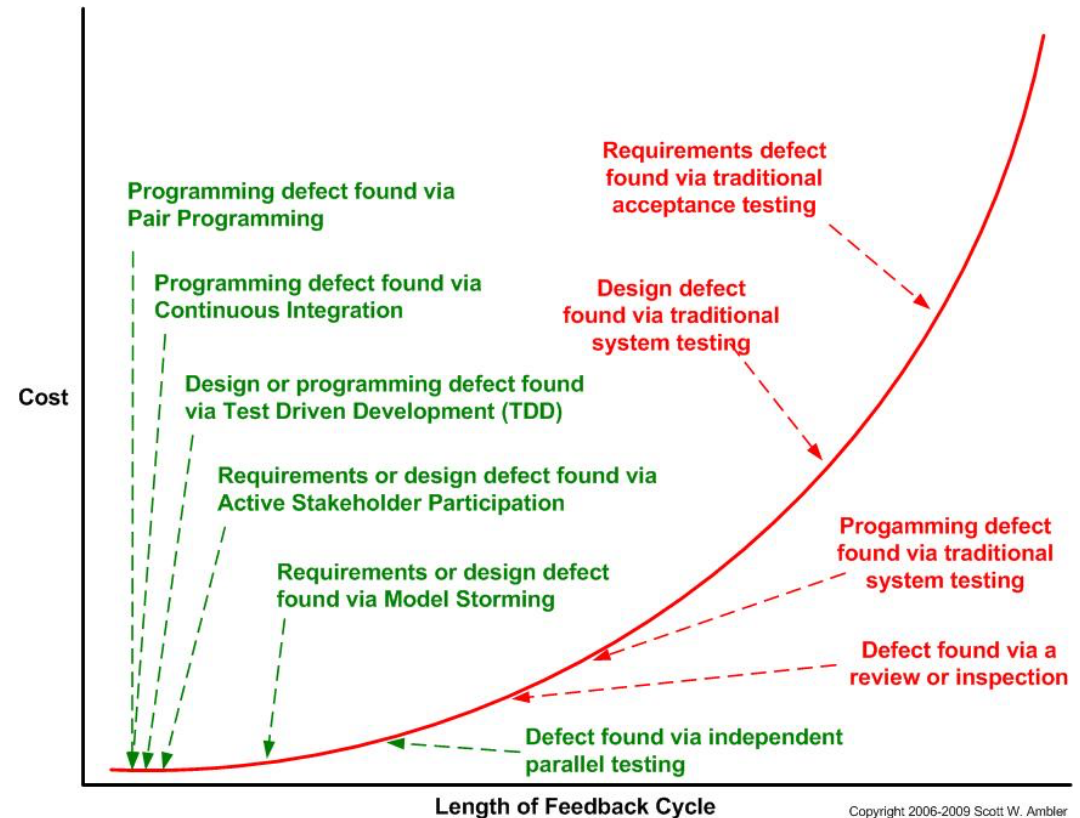 Requirements defect
found via traditional
acceptance testing
Programming defect found via
Pair Programming
Programming defect found via
Continuous Integration
Design defect
found via traditional
system testing
Design or programming defect found
via Test Driven Development (TDD)
Cost
Requirements or design defect found via
Active Stakeholder Participation
Progamming defect
found via traditional
system testing
Requirements or design defect
found via Model Storming
Defect found via a
review or inspection
Defect found via independent
parallel testing
Length of Feedback Cycle
Copyright 2006-2009 Scott W. Ambler